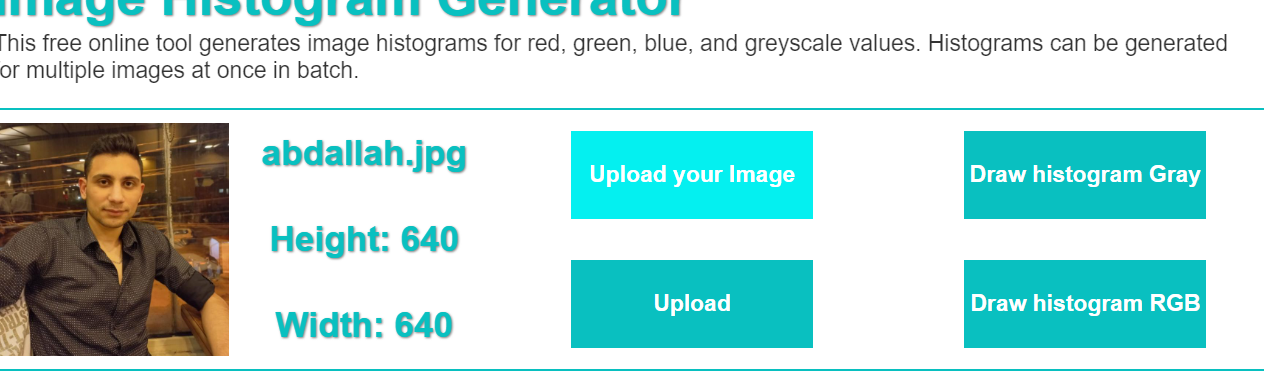 Image Histogram Generator
This free online tool generates image histograms for red, green, blue, and greyscale values. Histograms can be generated
for multiple images at once in batch.
abdallah.jpg
Height: 640
Width: 640
Upload your Image
Upload
Draw histogram Gray
Draw histogram RGB